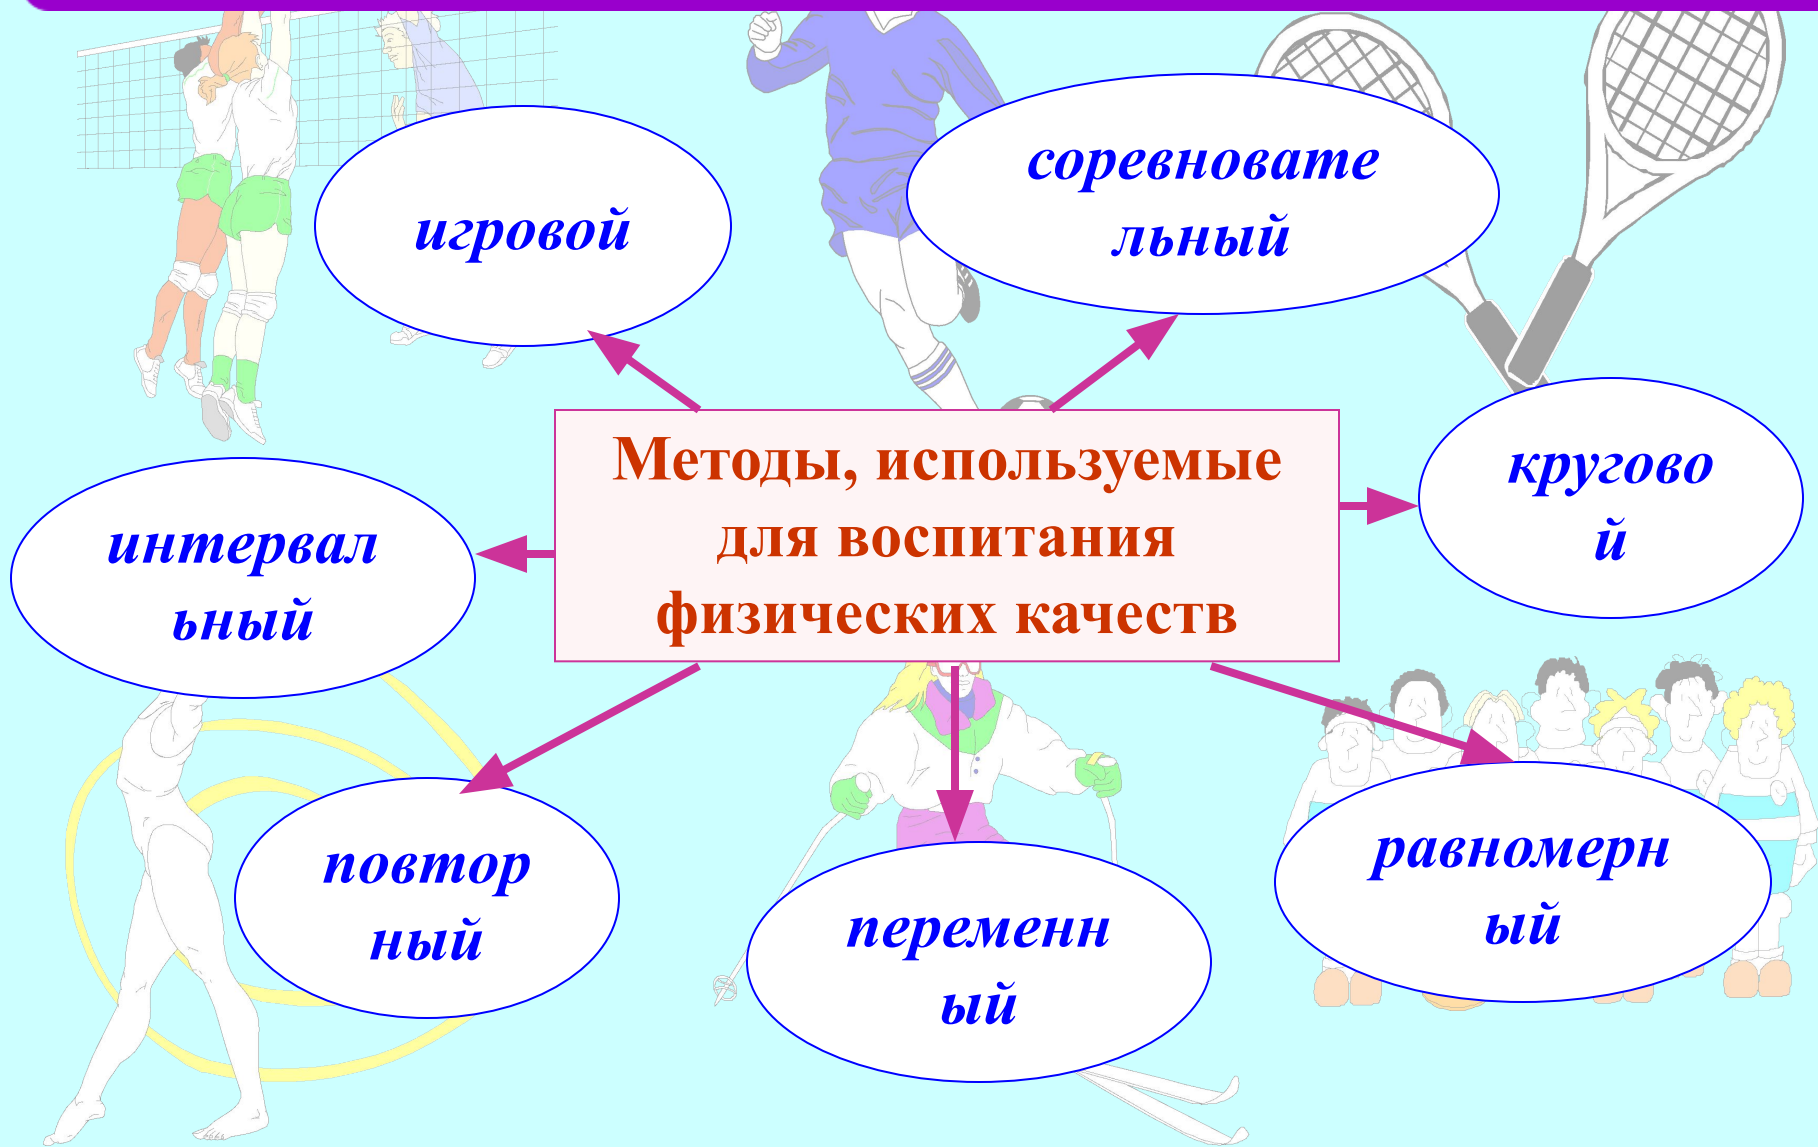 игровой
соревновате
льный
Методы, используемые
для воспитания
физических качеств
кругово
й
интервал
ьный
повтор
ный
переменн
ый
равномерн
ый